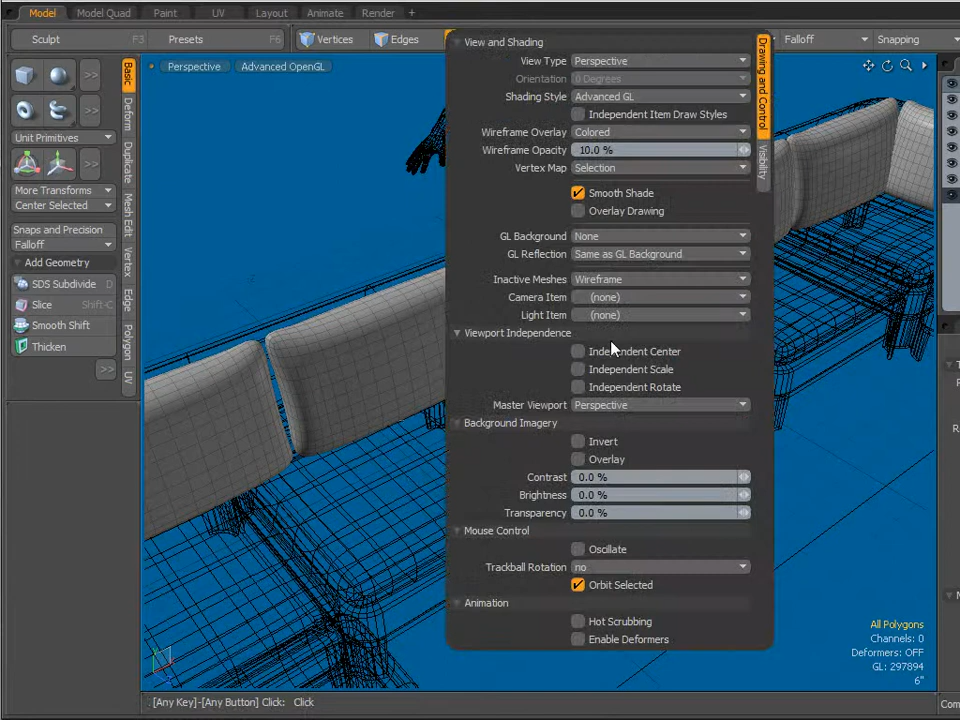 Model Model Quad Paint UV Layout Animate Render +
Sculpt F3 Presets F6 Vertices Edges Falloff Snapping
Perspective Advanced OpenGL
>>
>>
Unit Primitives
>>
More Transforms
Center Selected
Snaps and Precision
Falloff
Add Geometry
SDS Subdivide D
Slice Shift-C
Smooth Shift
Thicken
>>
Basic
Deform
Duplicate
Mesh Edit
Vertex
Edge
Polygon
UV
View and Shading
View Type Perspective
Orientation 0 Degrees
Shading Style Advanced GL
Independent Item Draw Styles
Wireframe Overlay Colored
Wireframe Opacity 10.0 %
Vertex Map Selection
Smooth Shade
Overlay Drawing
GL Background None
GL Reflection Same as GL Background
Inactive Meshes Wireframe
Camera Item (none)
Light Item (none)
Viewport Independence
Independent Center
Independent Scale
Independent Rotate
Master Viewport Perspective
Background Imagery
Invert
Overlay
Contrast 0.0 %
Brightness 0.0 %
Transparency 0.0 %
Mouse Control
Oscillate
Trackball Rotation no
Orbit Selected
Animation
Hot Scrubbing
Enable Deformers
Drawing and Control
Visibility
All Polygons
Channels: 0
Deformers: OFF
GL: 297894
6"
[Any Key]-[Any Button] Click: Click